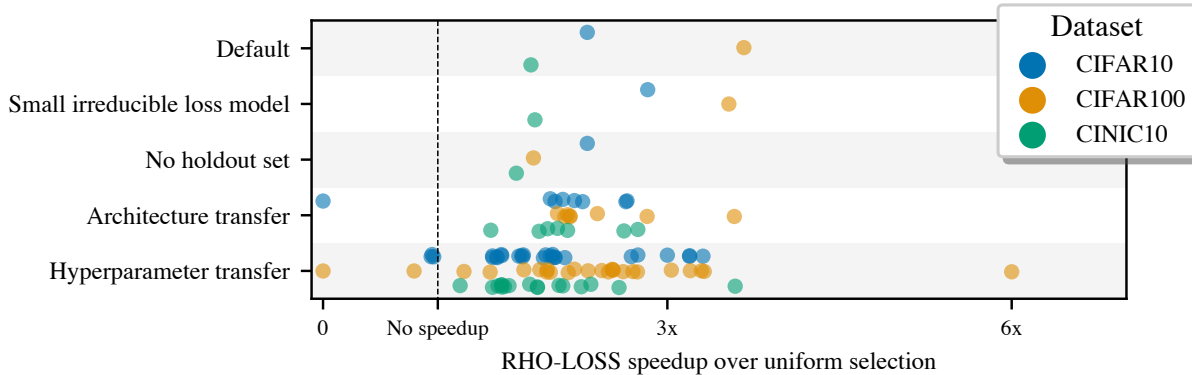 Dataset
CIFAR10
CIFAR100
CINIC10
Default
Small irreducible loss model
No holdout set
Architecture transfer
Hyperparameter transfer
0
No speedup
3x
6x
RHO-LOSS speedup over uniform selection